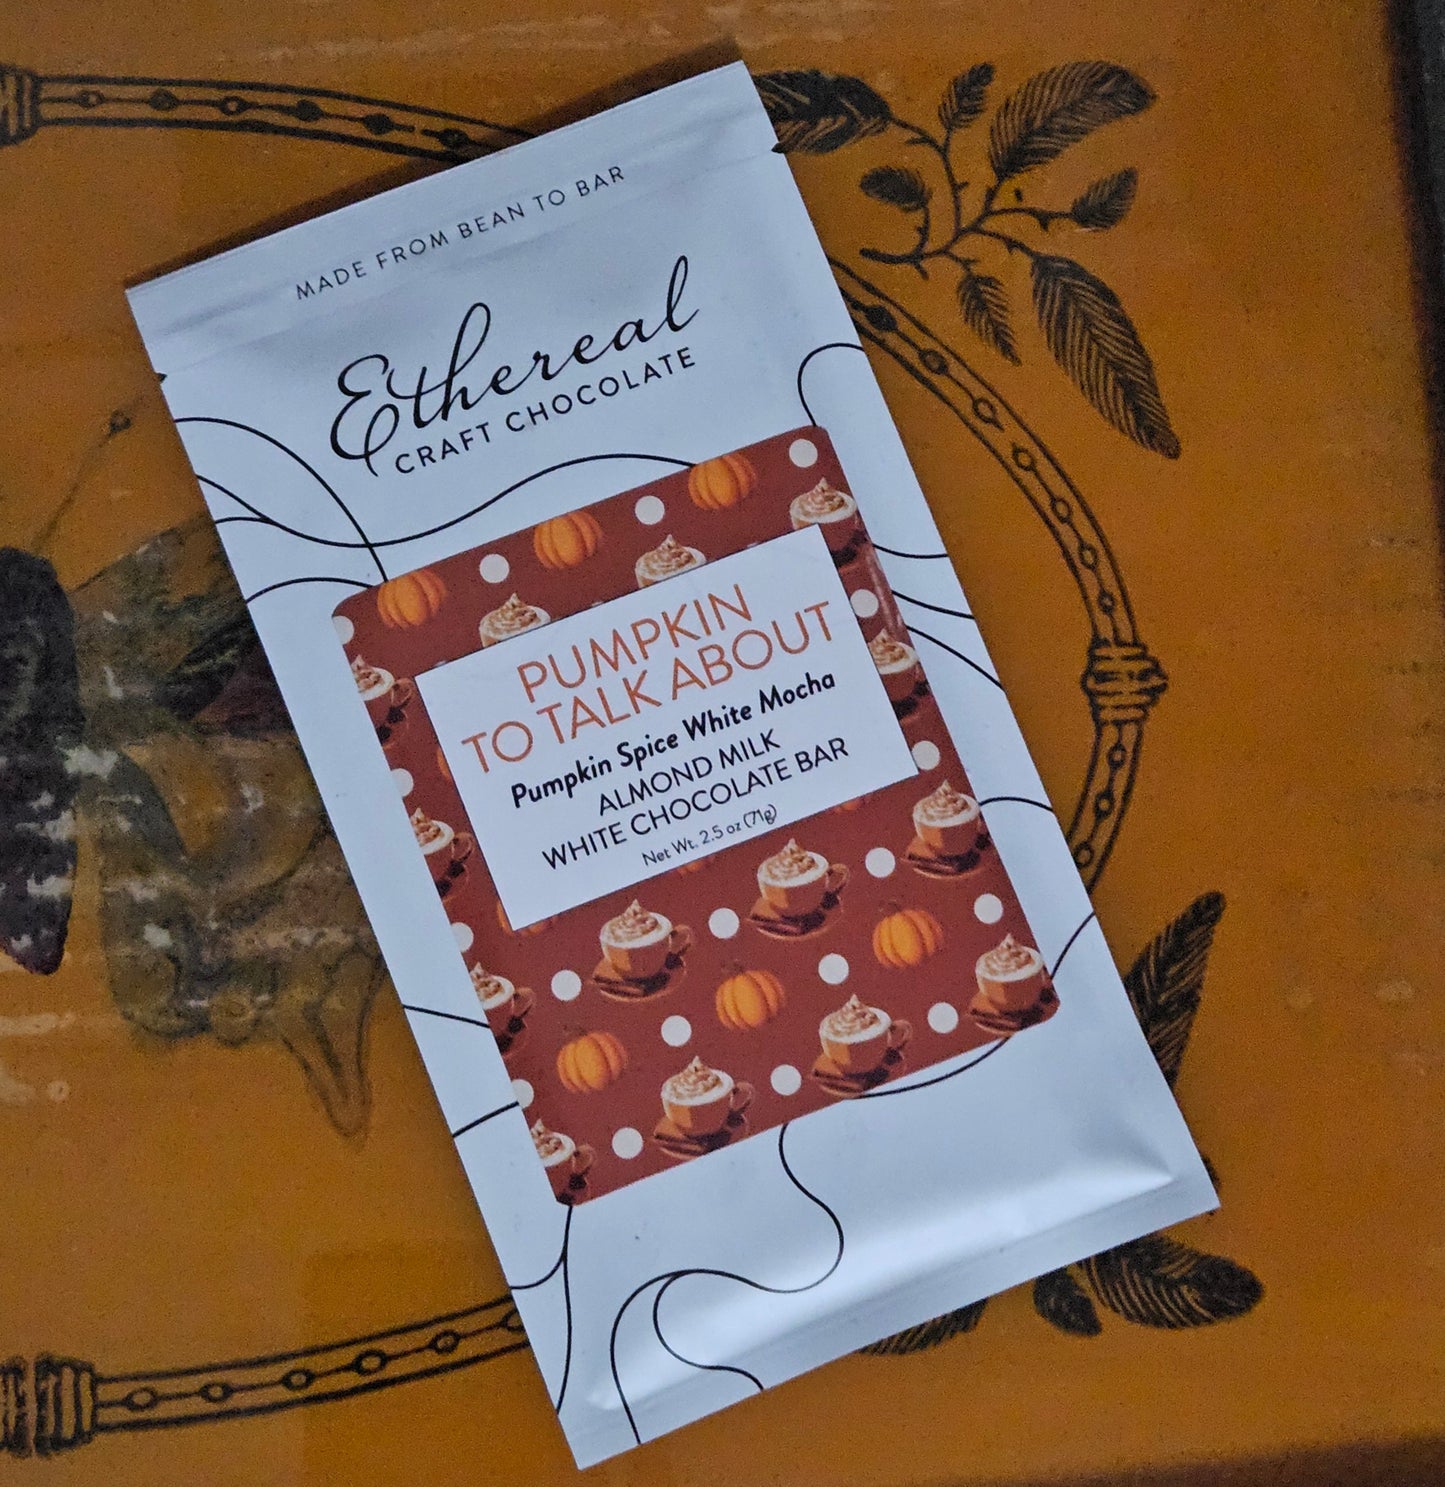 MADE FROM BEAN TO BAR
Ethereal
CRAFT CHOCOLATE
PUMPKIN
TO TALK ABOUT
Pumpkin Spice White Mocha
ALMOND MILK
WHITE CHOCOLATE BAR
Net Wt. 2.5 oz (71g)